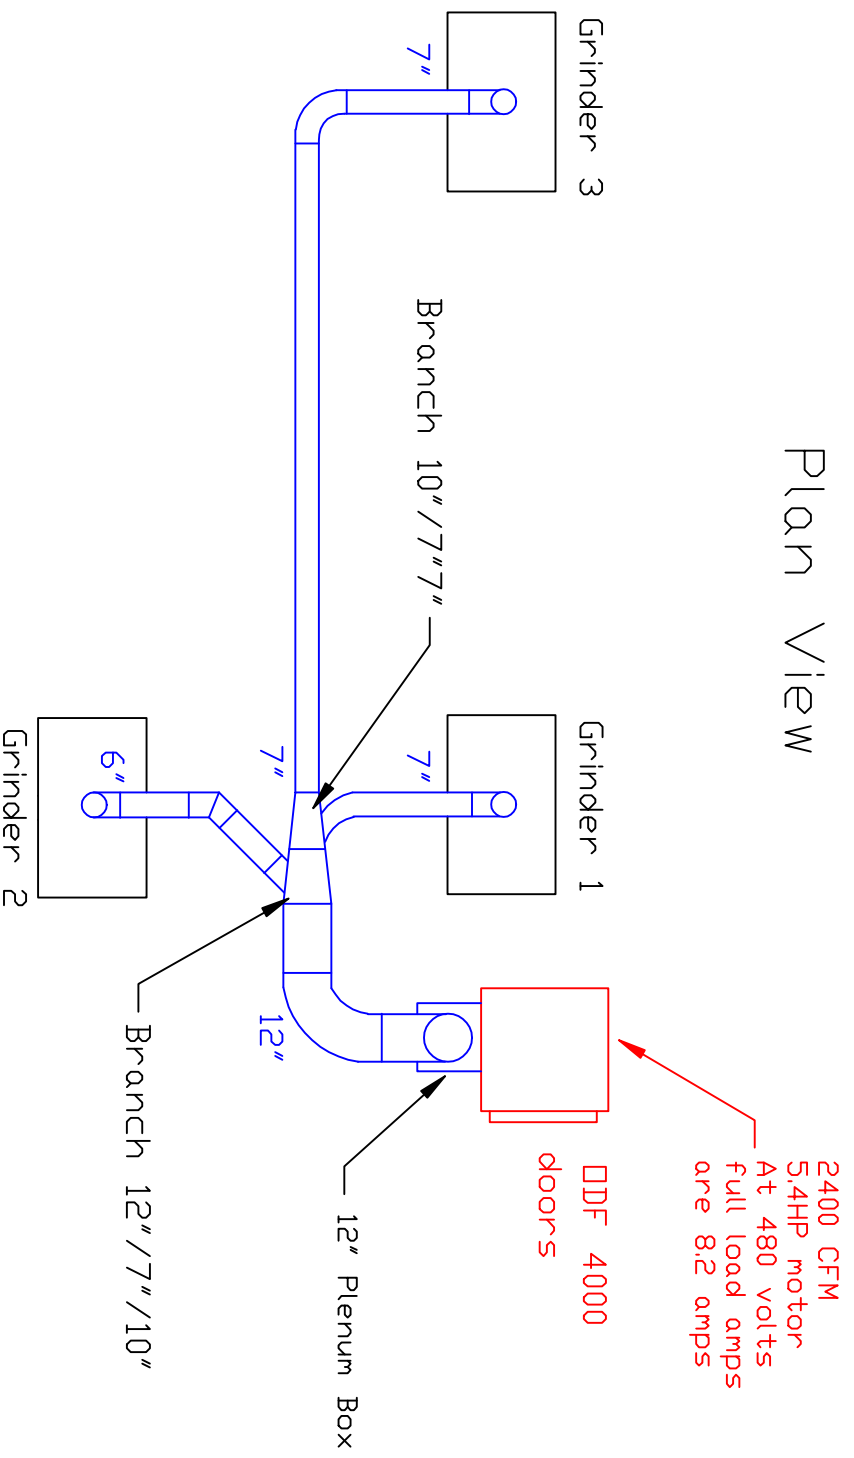 Plan View
2400 CFM
5.4HP motor
At 480 volts
full load amps
are 8.2 amps
Grinder 3
Grinder 1
ODF 4000
doors
7"
Branch 10"/7"7"
7"
12" Plenum Box
7"
12"
6"
Branch 12"/7"/10"
Grinder 2